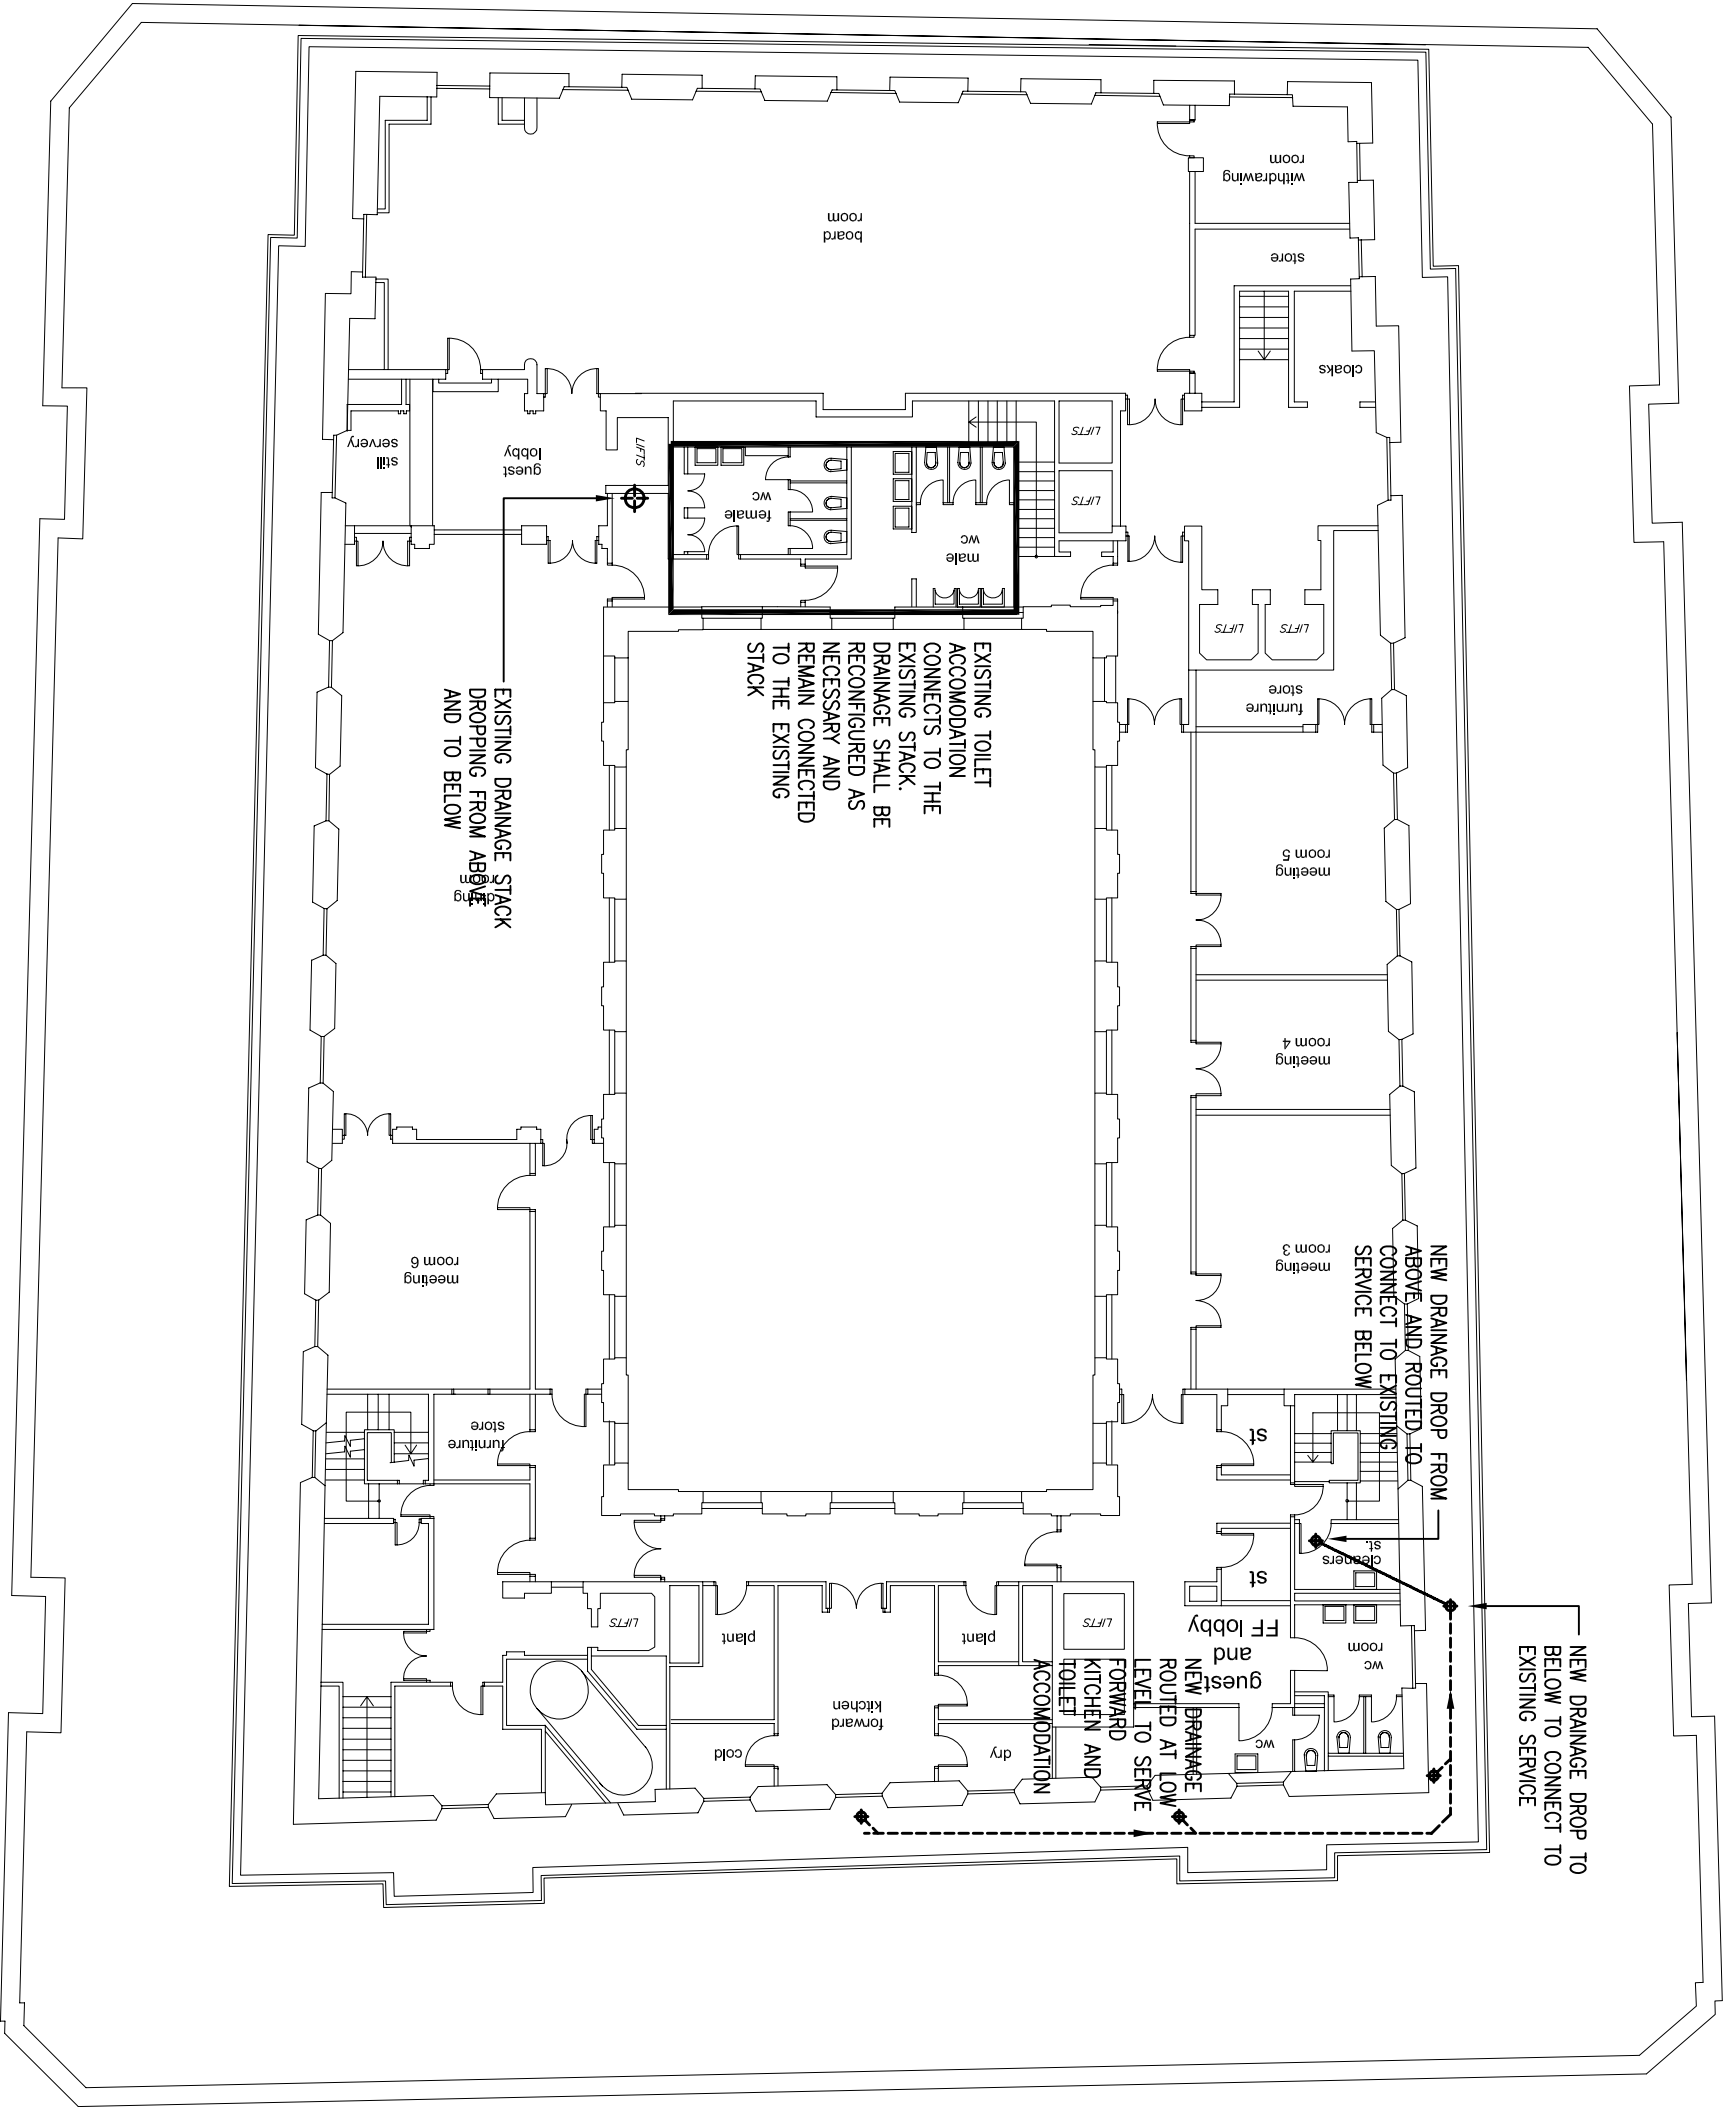 withdrawing
room
board
room
store
cloaks
LIFTS
LIFTS
LIFTS
still
servery
guest
lobby
female
wc
male
wc
LIFTS
LIFTS
furniture
store
EXISTING TOILET
ACCOMODATION
CONNECTS TO THE
EXISTING STACK.
DRAINAGE SHALL BE
RECONFIGURED AS
NECESSARY AND
REMAIN CONNECTED
TO THE EXISTING
STACK
EXISTING DRAINAGE STACK
DROPPING FROM ABOVE
AND TO BELOW
dining
room
meeting
room 5
meeting
room 4
meeting
room 3
meeting
room 6
NEW DRAINAGE DROP FROM
ABOVE AND ROUTED TO
CONNECT TO EXISTING
SERVICE BELOW
furniture
store
st
st
cleaners
st.
LIFTS
LIFTS
plant
plant
guest
and
FF lobby
wc
room
NEW DRAINAGE DROP TO
BELOW TO CONNECT TO
EXISTING SERVICE
forward
kitchen
NEW DRAINAGE
ROUTED AT LOW
LEVEL TO SERVE
FORWARD
KITCHEN AND
TOILET
ACCOMODATION
cold
dry
wc